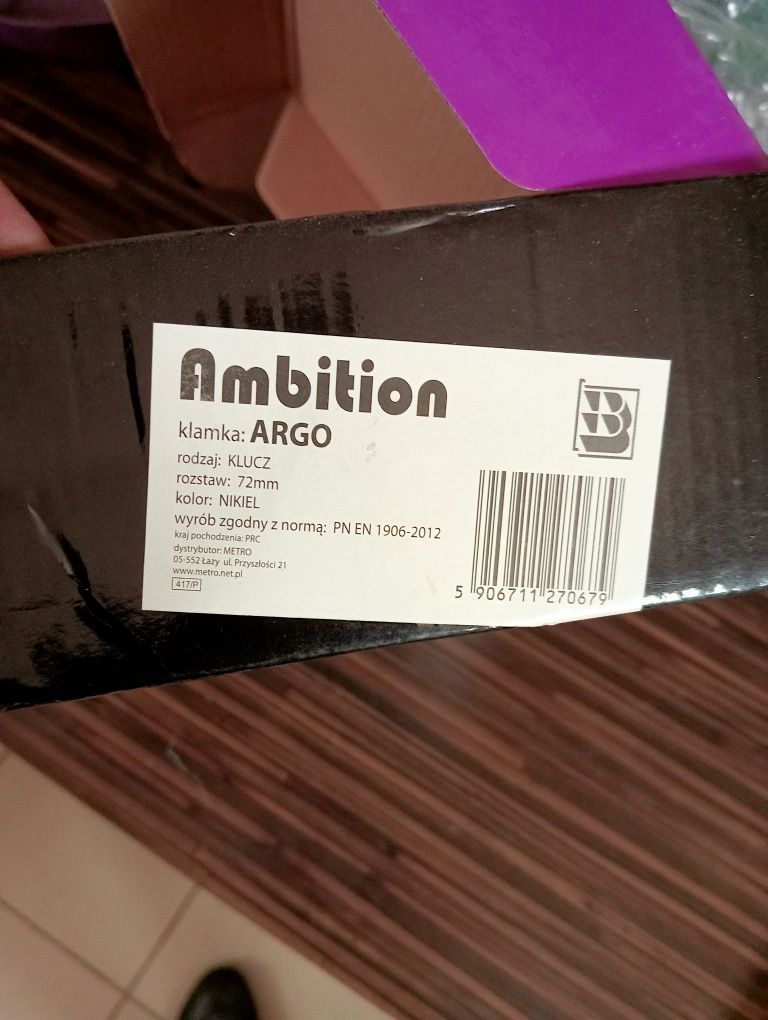 Ambition
klamka: ARGO
rodzaj: KLUCZ
rozstaw: 72mm
kolor: NIKIEL
wyrób zgodny z normą: PN EN 1906-2012
kraj pochodzenia: PRC
dystrybutor: METRO
05-552 Łazy ul. Przyszłości 21
www.metro.net.pl
417/P
B
5 906711 270679